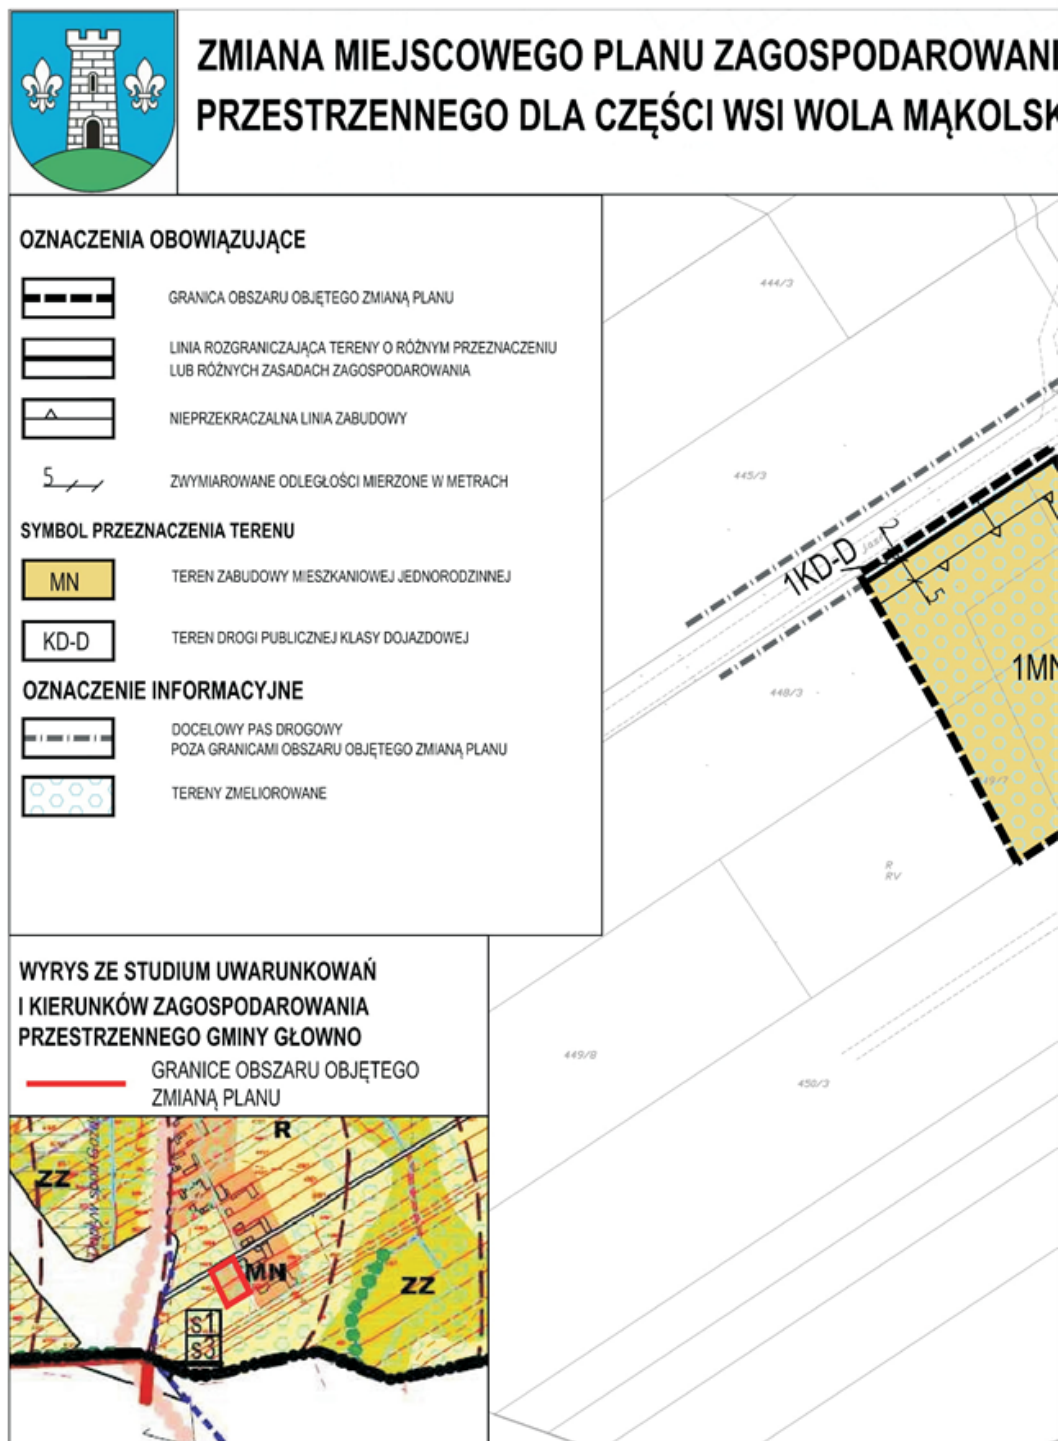 ZMIANA MIEJSCOWEGO PLANU ZAGOSPODAROWANI
PRZESTRZENNEGO DLA CZĘŚCI WSI WOLA MĄKOLSK
OZNACZENIA OBOWIĄZUJĄCE
GRANICA OBSZARU OBJĘTEGO ZMIANĄ PLANU
LINIA ROZGRANICZAJĄCA TERENY O RÓŻNYM PRZEZNACZENIU
LUB RÓŻNYCH ZASADACH ZAGOSPODAROWANIA
NIEPRZEKRACZALNA LINIA ZABUDOWY
5
ZWYMIAROWANE ODLEGŁOŚCI MIERZONE W METRACH
SYMBOL PRZEZNACZENIA TERENU
MN
TEREN ZABUDOWY MIESZKANIOWEJ JEDNORODZINNEJ
KD-D
TEREN DROGI PUBLICZNEJ KLASY DOJAZDOWEJ
OZNACZENIE INFORMACYJNE
DOCELOWY PAS DROGOWY
POZA GRANICAMI OBSZARU OBJĘTEGO ZMIANĄ PLANU
TERENY ZMELIOROWANE
444/3
445/3
1KD-D
2
5
1MN
448/3
449/7
R
RV
449/8
450/3
WYRYS ZE STUDIUM UWARUNKOWAŃ
I KIERUNKÓW ZAGOSPODAROWANIA
PRZESTRZENNEGO GMINY GŁOWNO
GRANICE OBSZARU OBJĘTEGO
ZMIANĄ PLANU
R
ZZ
MN
ZZ
s1
s3